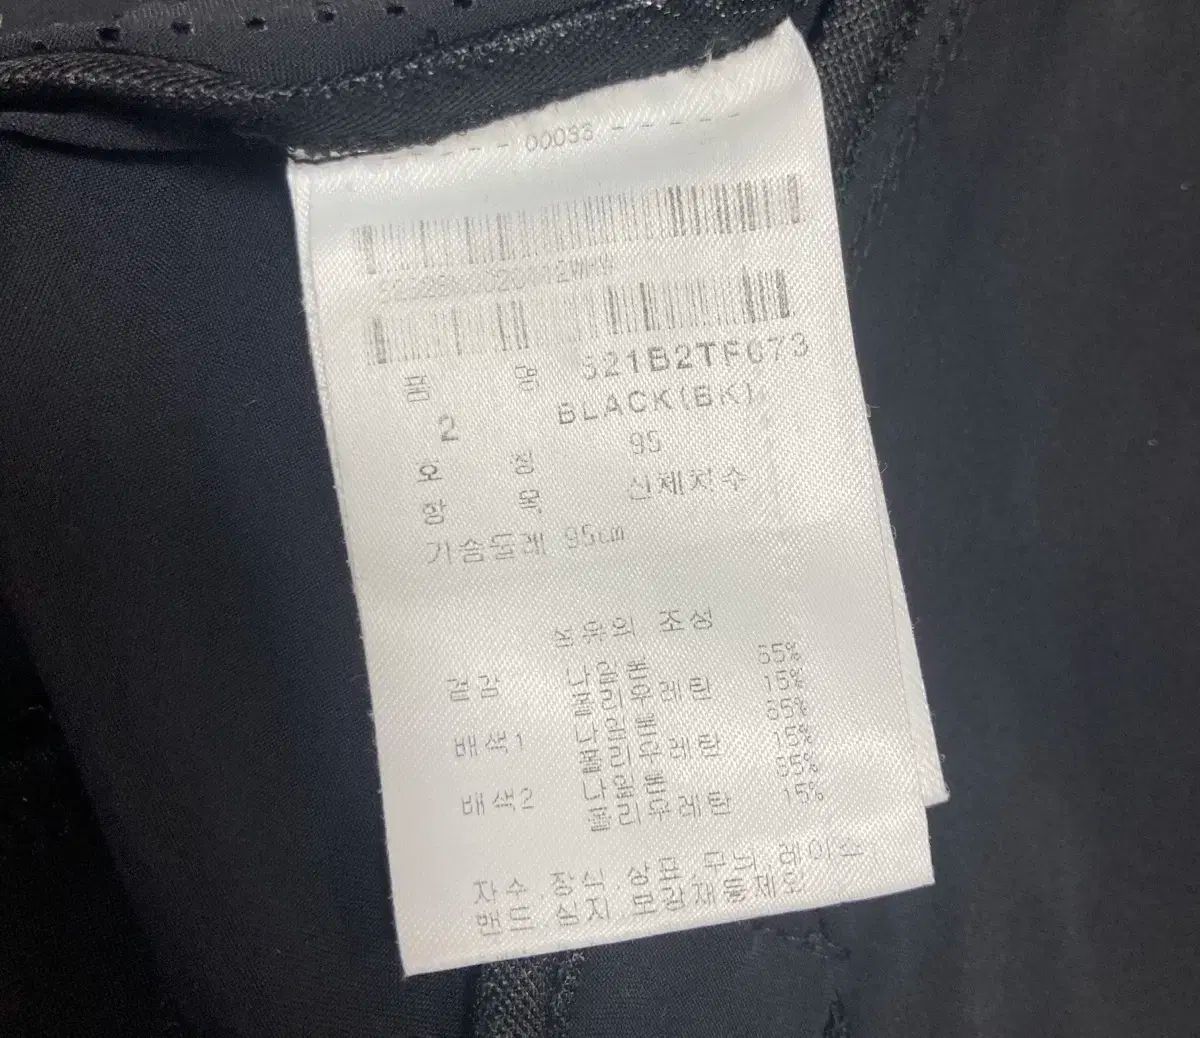 - - - - - 00033 - - - - -
품 명 521B2TF673
2 BLACK(BK)
호 칭 95
항 목 신체치수
가슴둘레 95cm
섬유의 조성
겉감 나일론 85%
폴리우레탄 15%
배색1 나일론 85%
폴리우레탄 15%
배색2 나일론 85%
폴리우레탄 15%
자수.장식.상표.무늬.레이스.
밴드.심지.보강재등제외